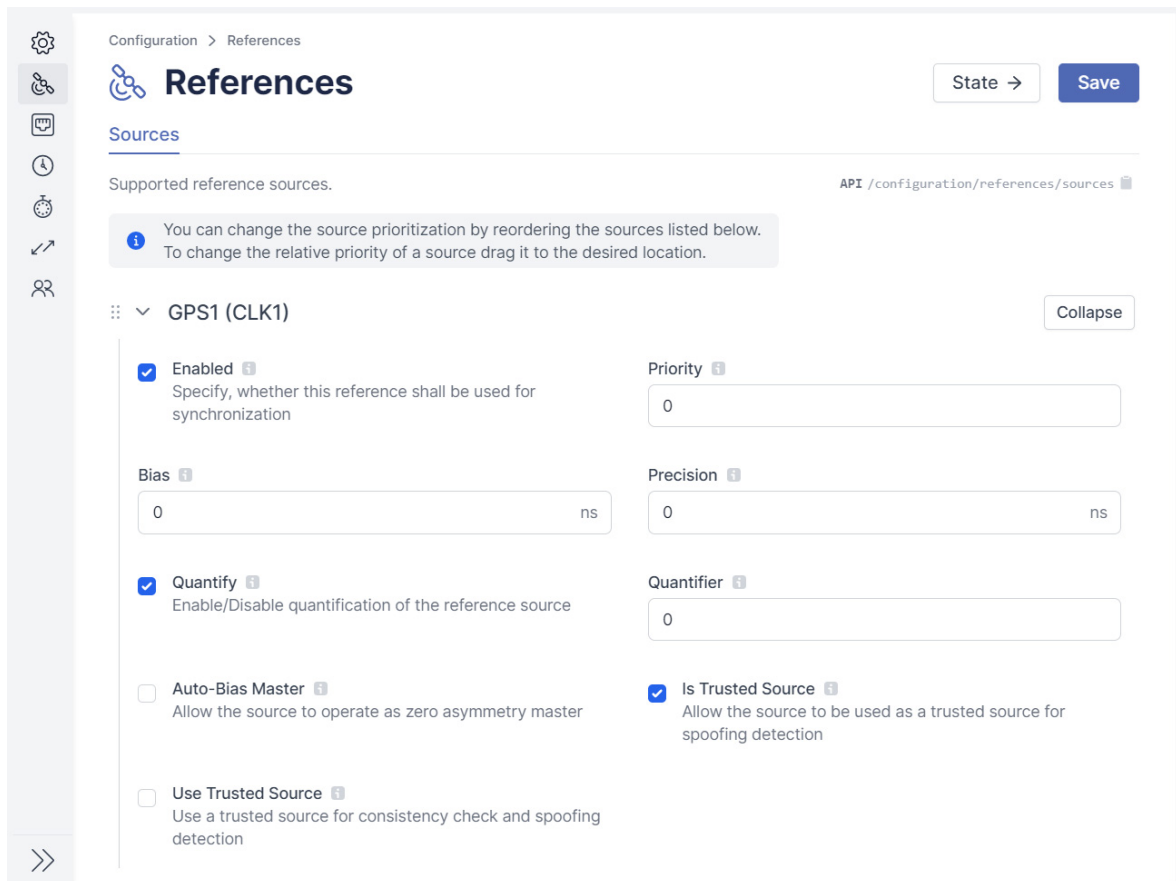 Configuration > References
References
State →
Save
Sources
Supported reference sources.
API /configuration/references/sources
You can change the source prioritization by reordering the sources listed below.
To change the relative priority of a source drag it to the desired location.
GPS1 (CLK1)
Collapse
Enabled
Specify, whether this reference shall be used for
synchronization
Priority
0
Bias
0 ns
Precision
0 ns
Quantify
Enable/Disable quantification of the reference source
Quantifier
0
Auto-Bias Master
Allow the source to operate as zero asymmetry master
Is Trusted Source
Allow the source to be used as a trusted source for
spoofing detection
Use Trusted Source
Use a trusted source for consistency check and spoofing
detection